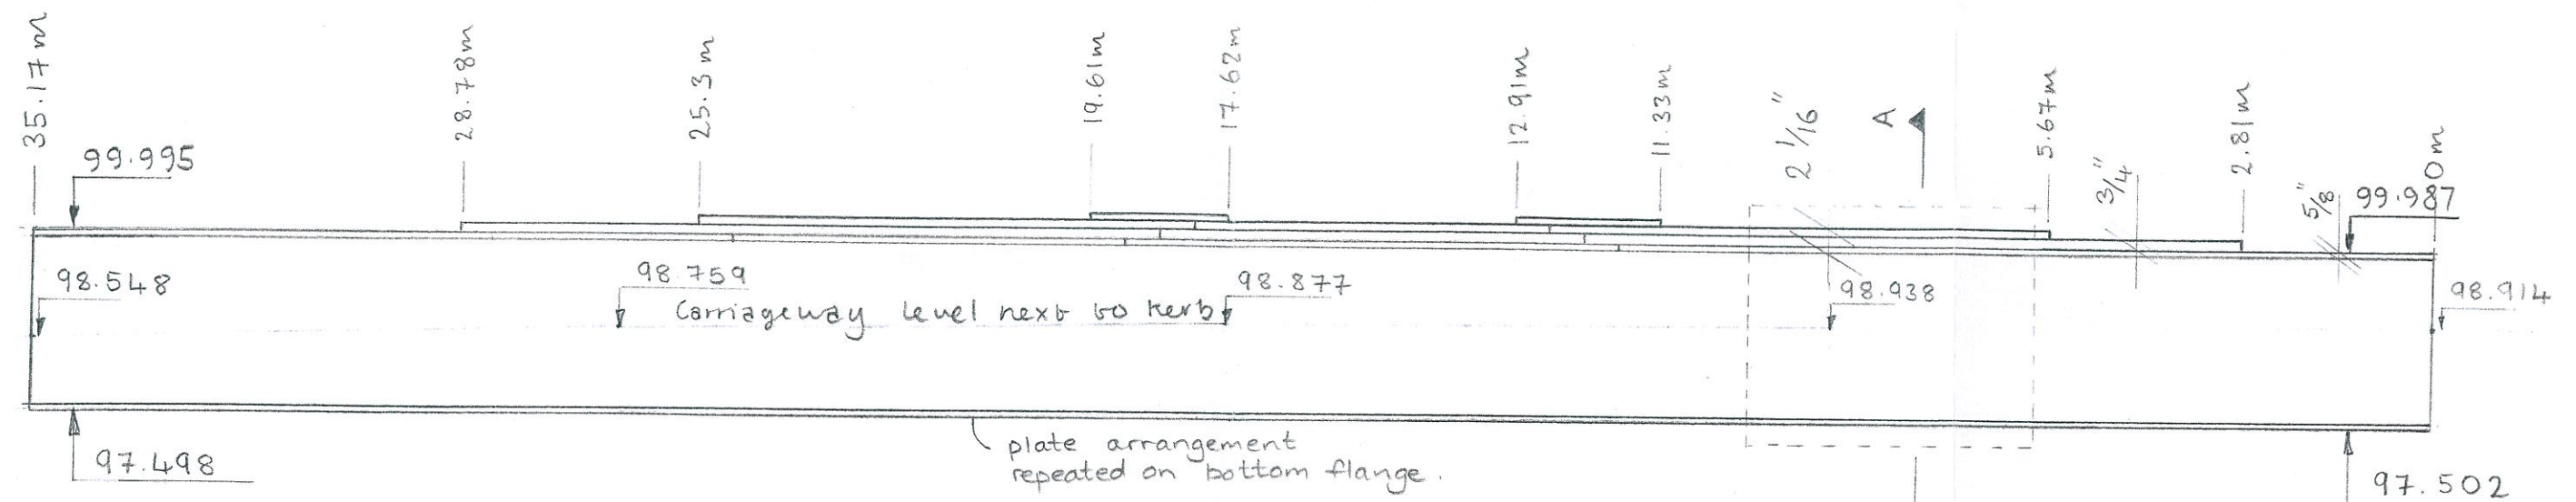 35.17m
28.78m
25.3m
19.61m
17.62m
12.91m
11.33m
2 1/16"
A
5.67m
3/4"
2.81m
5/8"
0m
99.995
99.987
98.548
98.759
98.877
98.938
98.914
Carriageway level next to kerb
97.498
plate arrangement
repeated on bottom flange.
97.502